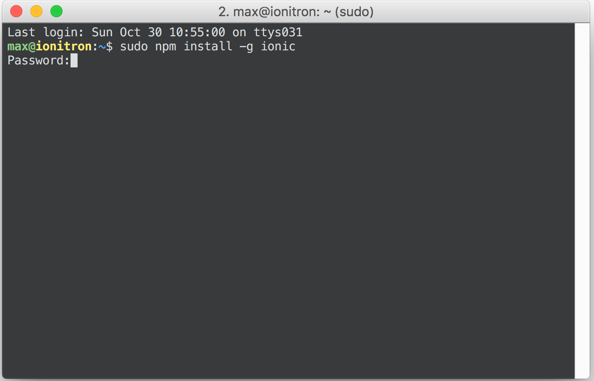 2. max@ionitron: ~ (sudo)
Last login: Sun Oct 30 10:55:00 on ttys031
max@ionitron:~$ sudo npm install -g ionic
Password: